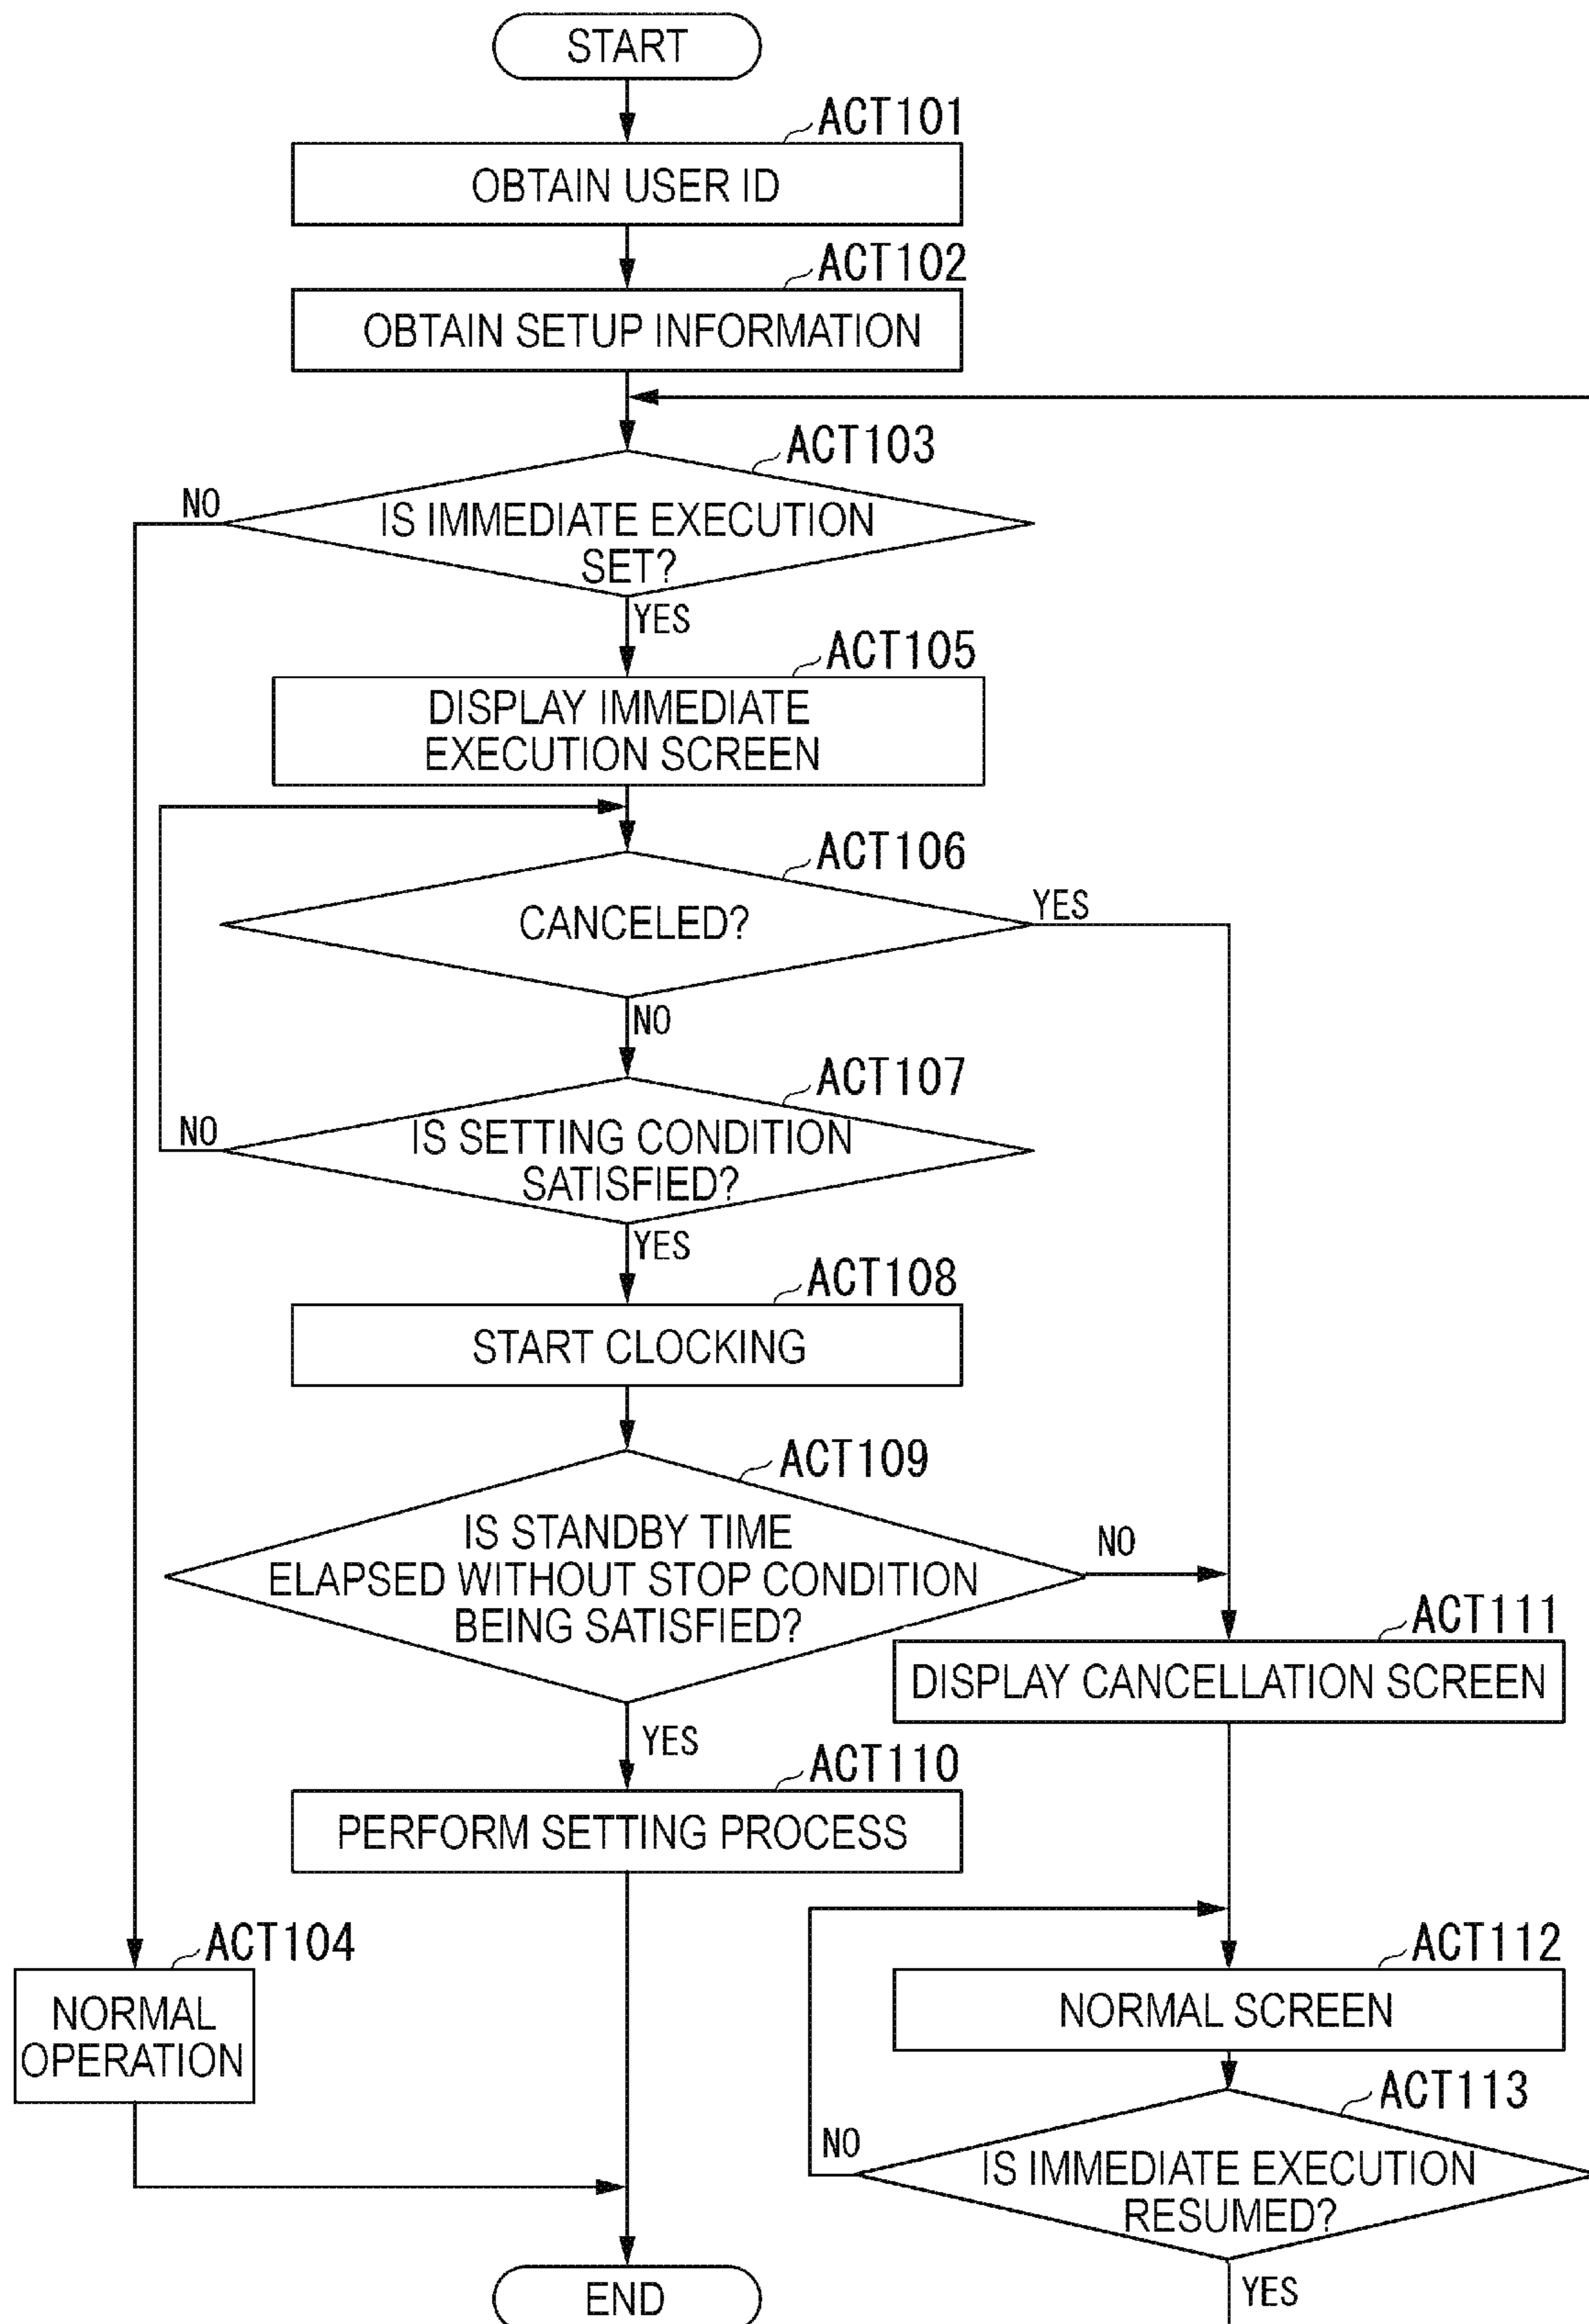 START
ACT101
OBTAIN USER ID
ACT102
OBTAIN SETUP INFORMATION
ACT103
NO
IS IMMEDIATE EXECUTION
SET?
YES
ACT105
DISPLAY IMMEDIATE
EXECUTION SCREEN
ACT106
CANCELED?
YES
NO
ACT107
NO
IS SETTING CONDITION
SATISFIED?
YES
ACT108
START CLOCKING
ACT109
IS STANDBY TIME
ELAPSED WITHOUT STOP CONDITION
BEING SATISFIED?
NO
ACT111
DISPLAY CANCELLATION SCREEN
YES
ACT110
PERFORM SETTING PROCESS
ACT104
NORMAL
OPERATION
ACT112
NORMAL SCREEN
ACT113
NO
IS IMMEDIATE EXECUTION
RESUMED?
YES
END